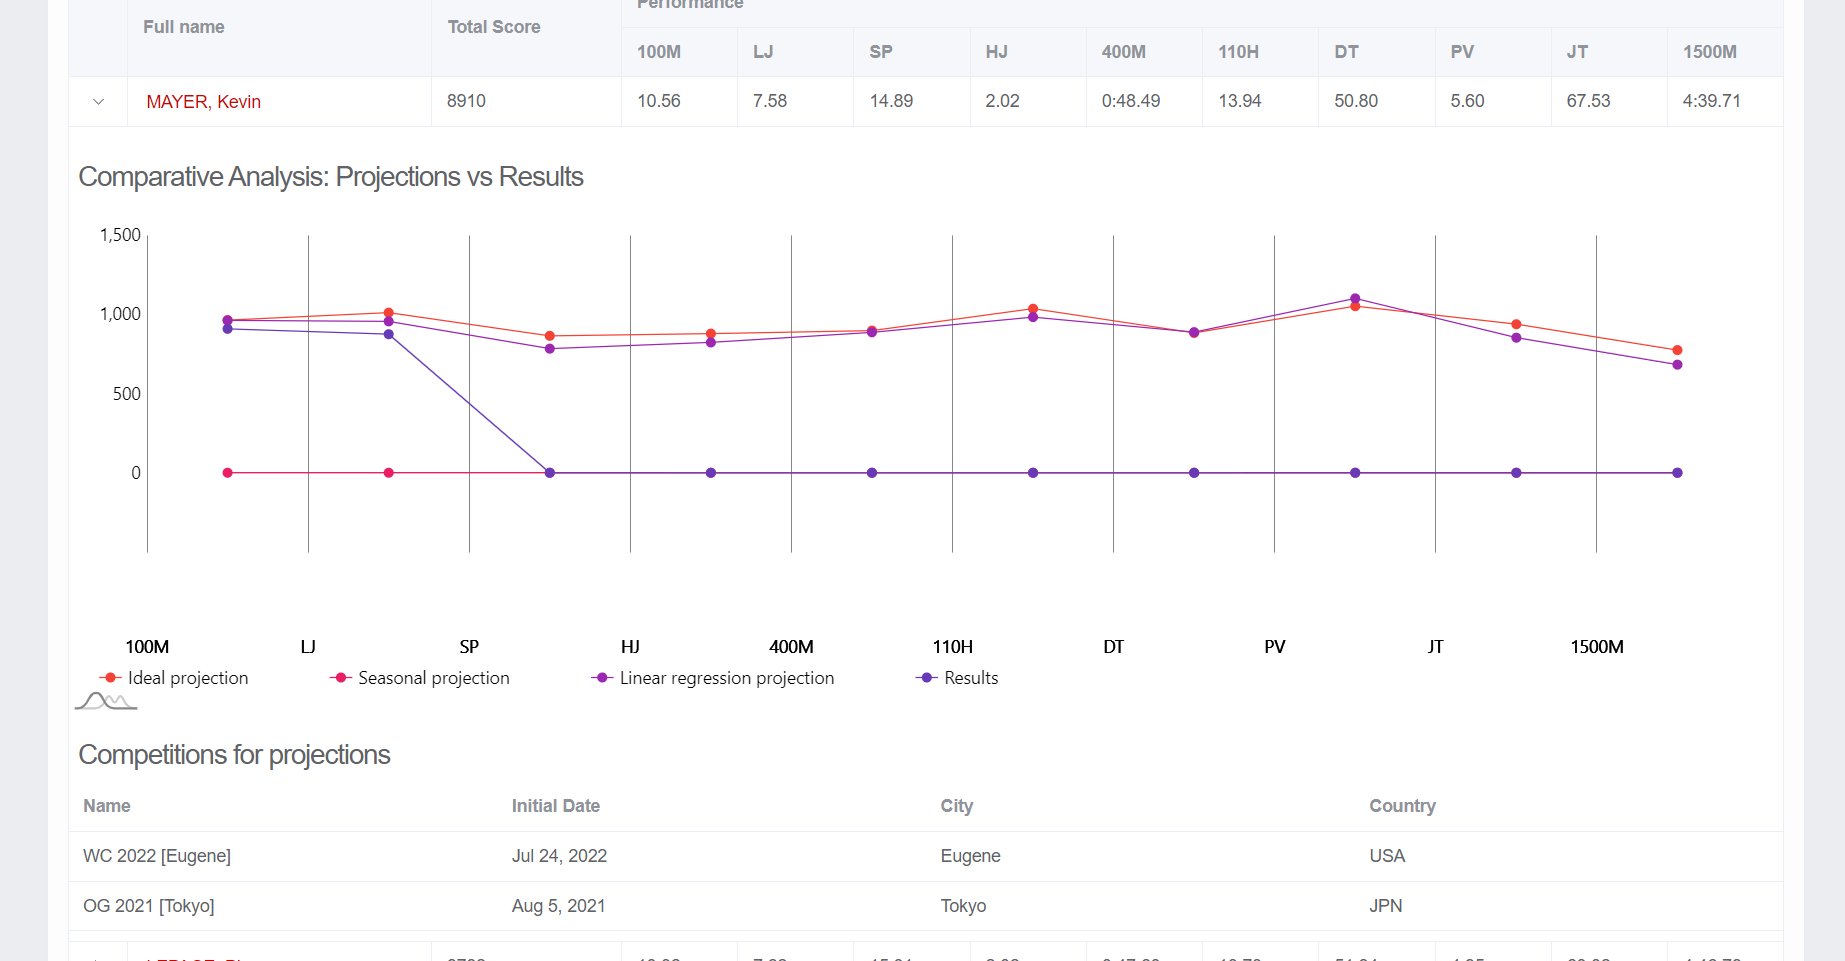 Performance
Full name Total Score
100M LJ SP HJ 400M 110H DT PV JT 1500M
MAYER, Kevin 8910 10.56 7.58 14.89 2.02 0:48.49 13.94 50.80 5.60 67.53 4:39.71
Comparative Analysis: Projections vs Results
1,500
1,000
500
0
100M LJ SP HJ 400M 110H DT PV JT 1500M
Ideal projection Seasonal projection Linear regression projection Results
Competitions for projections
Name Initial Date City Country
WC 2022 [Eugene] Jul 24, 2022 Eugene USA
OG 2021 [Tokyo] Aug 5, 2021 Tokyo JPN